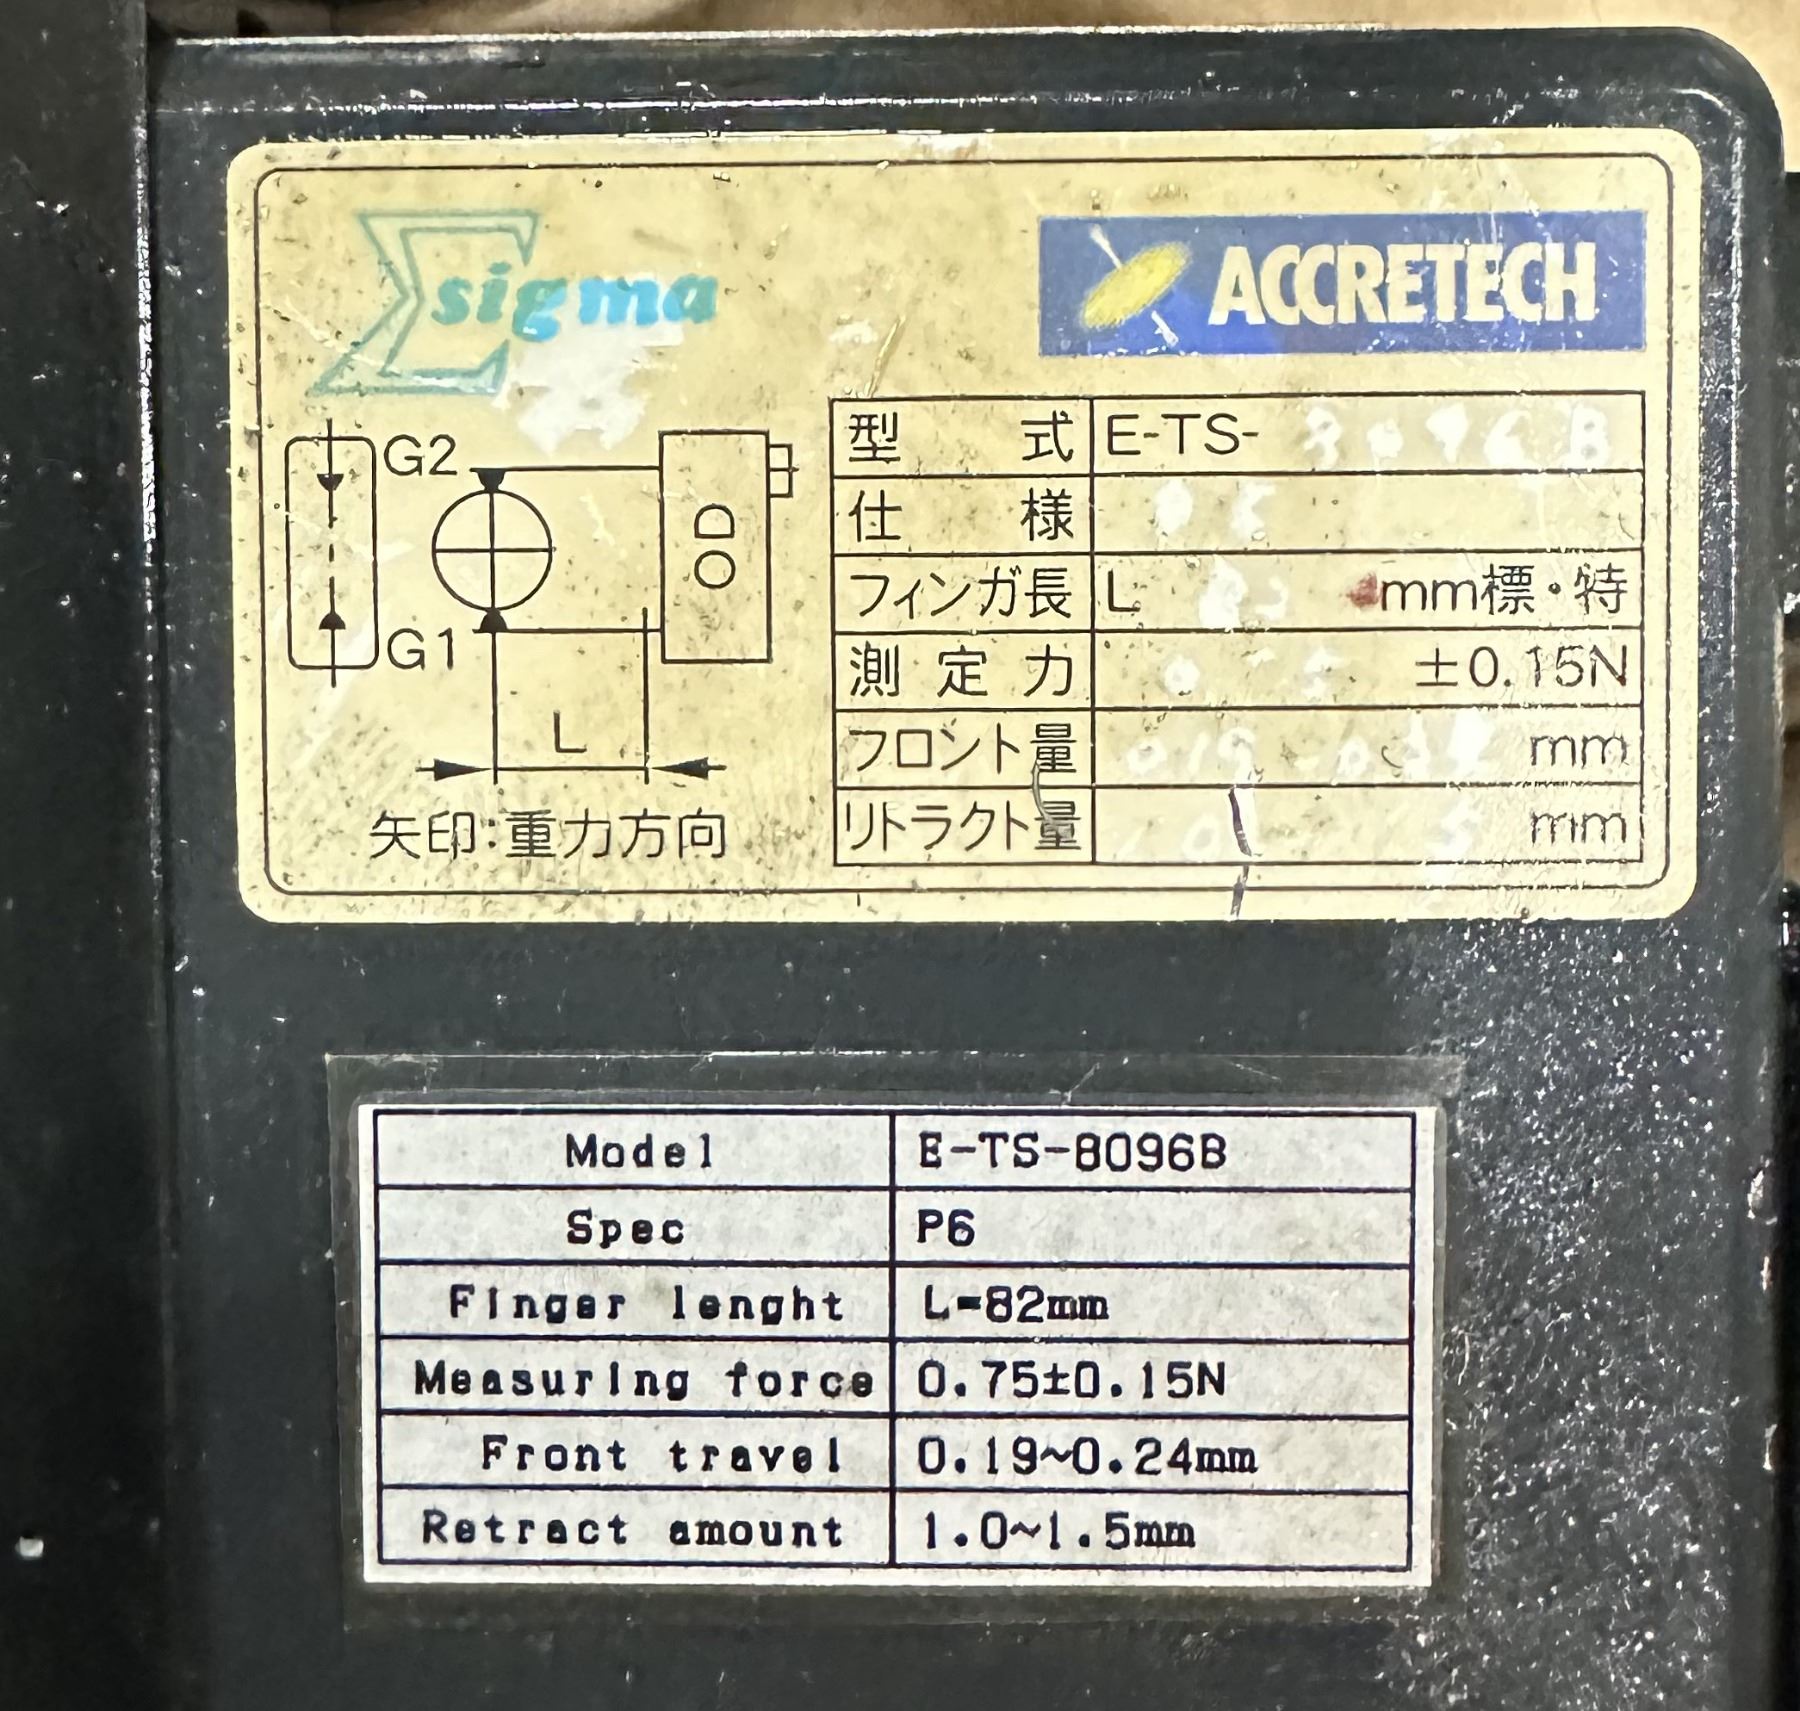 Σsigma
ACCRETECH
G2
G1
L
矢印:重力方向
型 式 E-TS-8096B
仕 様
フィンガ長 L mm標・特
測 定 力 ±0.15N
フロント量 mm
リトラクト量 mm
Model E-TS-8096B
Spec P6
Finger lenght L=82mm
Measuring force 0.75±0.15N
Front travel 0.19~0.24mm
Retract amount 1.0~1.5mm